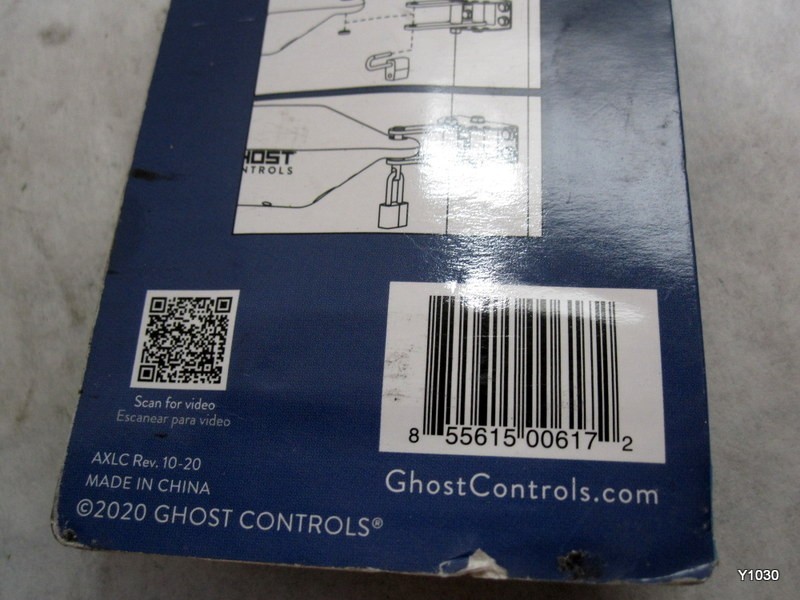 HOST
NTROLS
Scan for video
Escanear para video
8 55615 00617 2
AXLC Rev. 10-20
MADE IN CHINA
GhostControls.com
©2020 GHOST CONTROLS®
Y1030